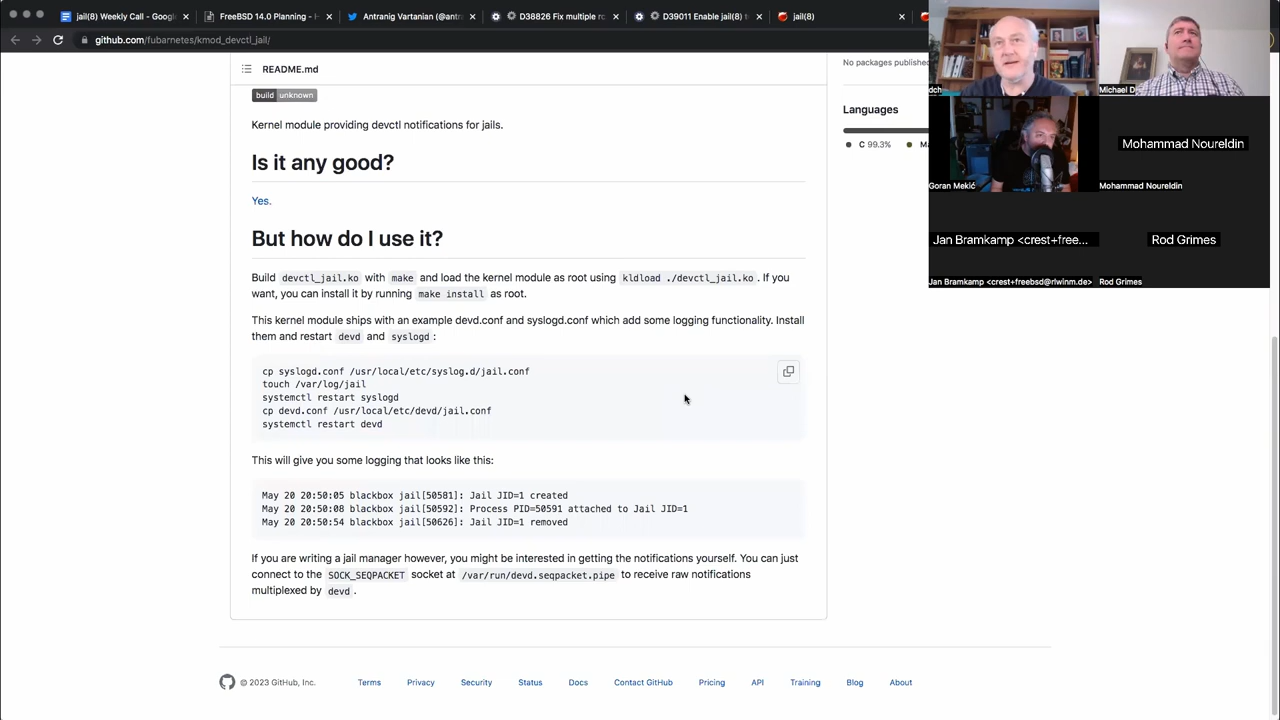 jail(8) Weekly Call - Googl
FreeBSD 14.0 Planning - H
Antranig Vartanian (@antra
D38826 Fix multiple ro
D39011 Enable jail(8) t
jail(8)
github.com/fubarnetes/kmod_devctl_jail/
README.md
No packages published
build unknown
Languages
C 99.3%
Kernel module providing devctl notifications for jails.
Is it any good?
Yes.
But how do I use it?
Build devctl_jail.ko with make and load the kernel module as root using kldload ./devctl_jail.ko . If you
want, you can install it by running make install as root.
This kernel module ships with an example devd.conf and syslogd.conf which add some logging functionality. Install
them and restart devd and syslogd :
cp syslogd.conf /usr/local/etc/syslog.d/jail.conf
touch /var/log/jail
systemctl restart syslogd
cp devd.conf /usr/local/etc/devd/jail.conf
systemctl restart devd
This will give you some logging that looks like this:
May 20 20:50:05 blackbox jail[50581]: Jail JID=1 created
May 20 20:50:08 blackbox jail[50592]: Process PID=50591 attached to Jail JID=1
May 20 20:50:54 blackbox jail[50626]: Jail JID=1 removed
If you are writing a jail manager however, you might be interested in getting the notifications yourself. You can just
connect to the SOCK_SEQPACKET socket at /var/run/devd.seqpacket.pipe to receive raw notifications
multiplexed by devd .
© 2023 GitHub, Inc.
Terms
Privacy
Security
Status
Docs
Contact GitHub
Pricing
API
Training
Blog
About
dch
Michael D
Goran Mekić
Mohammad Noureldin
Mohammad Noureldin
Jan Bramkamp <crest+free...
Rod Grimes
Jan Bramkamp <crest+freebsd@rlwinm.de>
Rod Grimes